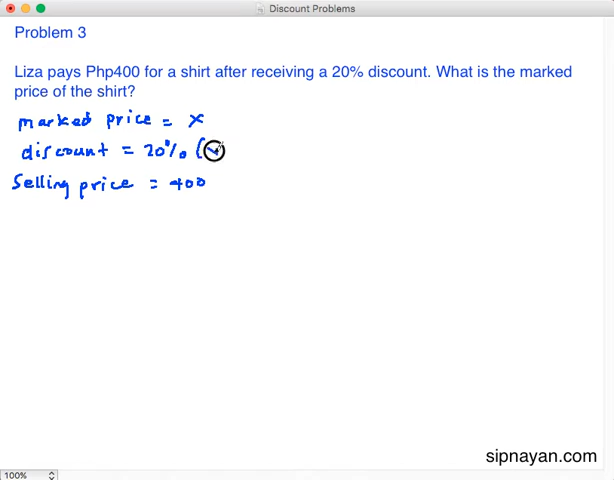 Discount Problems
Problem 3
Liza pays Php400 for a shirt after receiving a 20% discount. What is the marked
price of the shirt?
marked price = x
discount = 20% (
Selling price = 400
sipnayan.com
100%